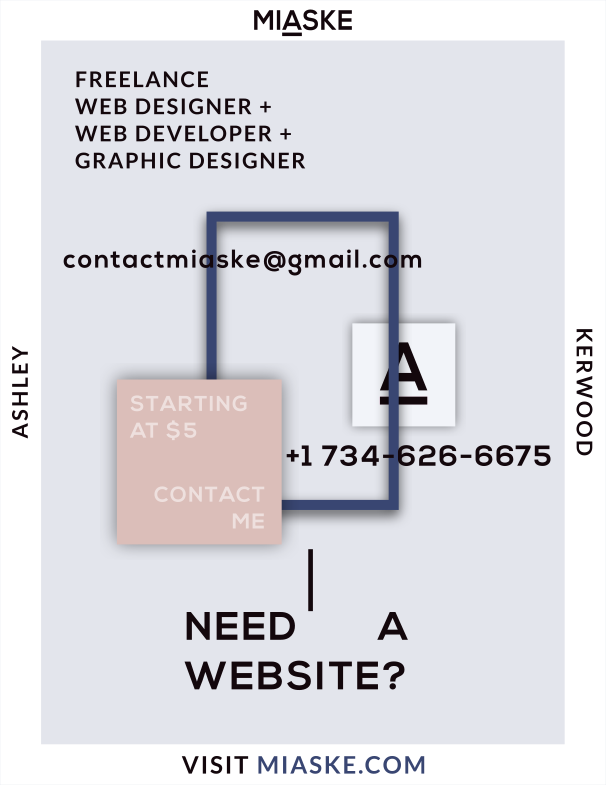 MIASKE
FREELANCE
WEB DESIGNER +
WEB DEVELOPER +
GRAPHIC DESIGNER
contactmiaske@gmail.com
ASHLEY
KERWOOD
A
STARTING
AT $5
+1 734-626-6675
CONTACT
ME
NEED A
WEBSITE?
VISIT MIASKE.COM